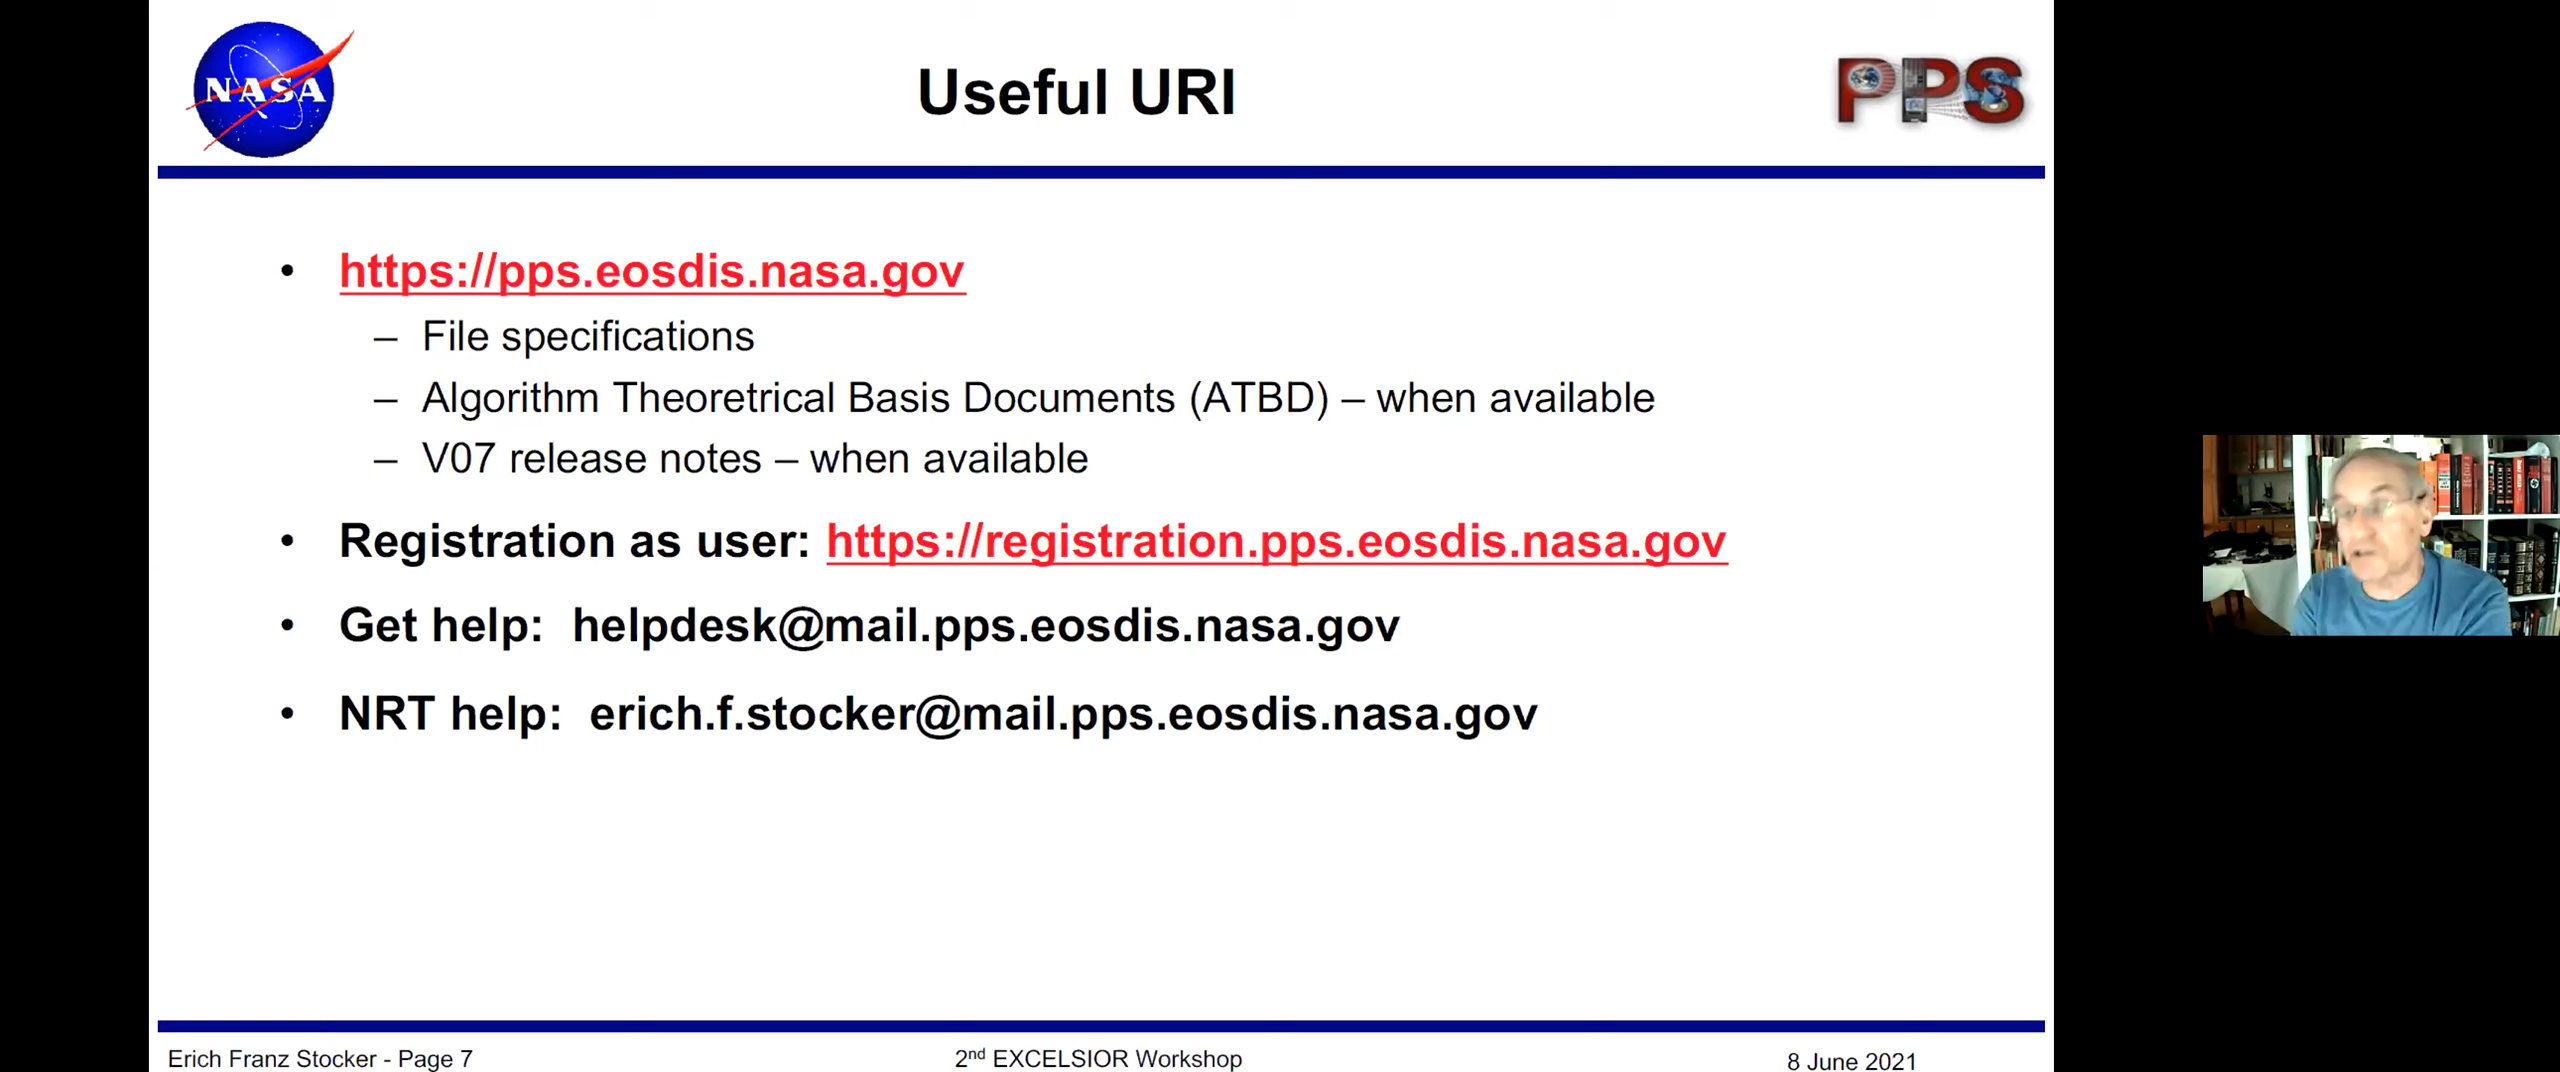 NASA
Useful URI
PPS
• https://pps.eosdis.nasa.gov
– File specifications
– Algorithm Theoretrical Basis Documents (ATBD) – when available
– V07 release notes – when available
• Registration as user: https://registration.pps.eosdis.nasa.gov
• Get help: helpdesk@mail.pps.eosdis.nasa.gov
• NRT help: erich.f.stocker@mail.pps.eosdis.nasa.gov
Erich Franz Stocker - Page 7
2nd EXCELSIOR Workshop
8 June 2021